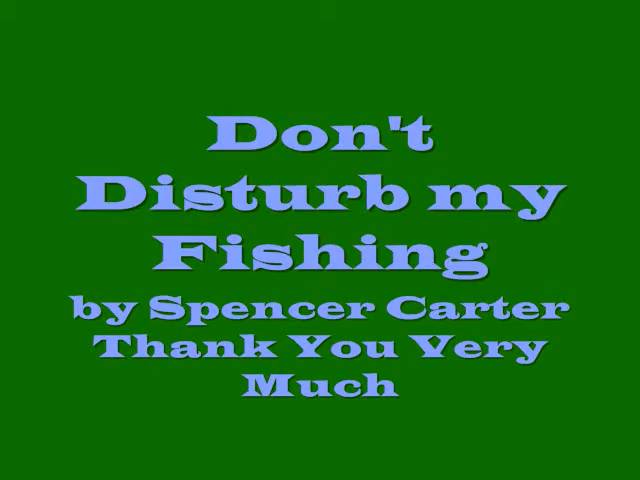 Don't
Disturb my
Fishing
by Spencer Carter
Thank You Very
Much